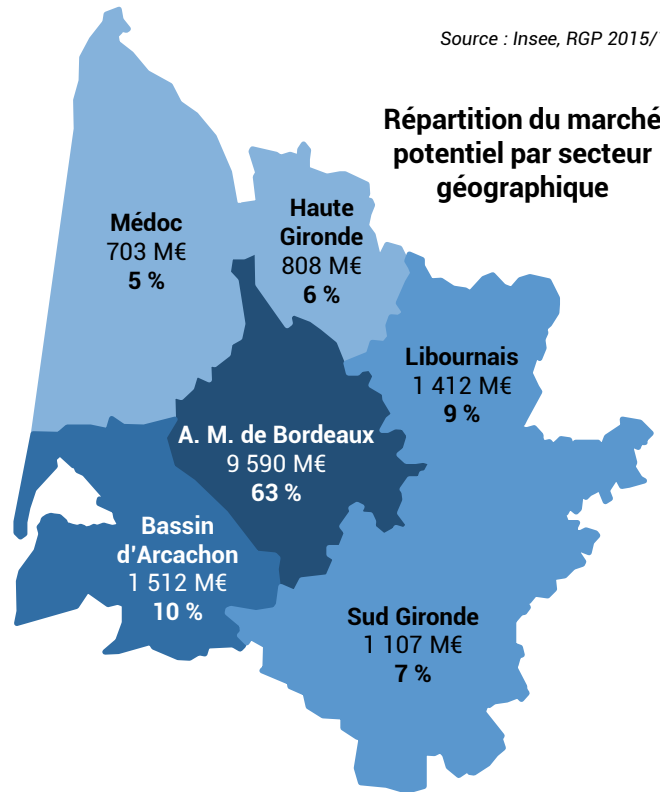 Source : Insee, RGP 2015/
Répartition du marché
potentiel par secteur
géographique
Médoc
703 M€
5 %
Haute
Gironde
808 M€
6 %
Libournais
1 412 M€
9 %
A. M. de Bordeaux
9 590 M€
63 %
Bassin
d'Arcachon
1 512 M€
10 %
Sud Gironde
1 107 M€
7 %